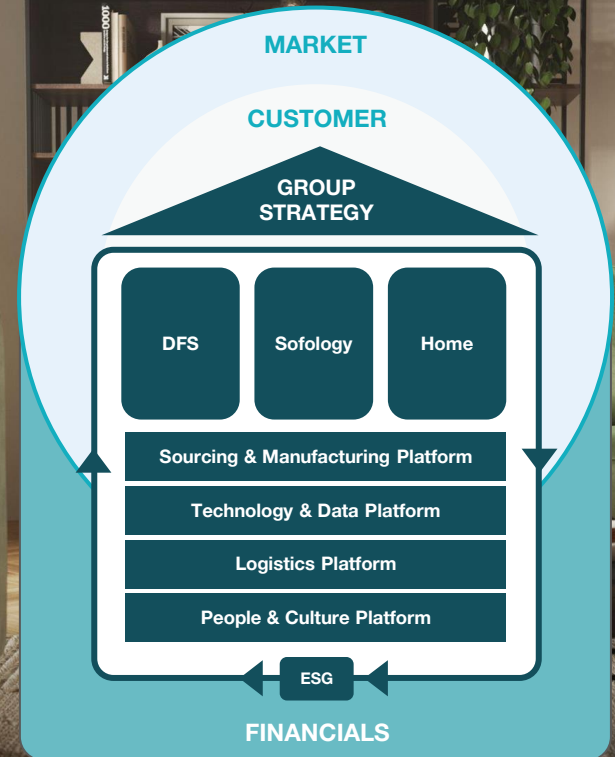 1000
MARKET
CUSTOMER
GROUP
STRATEGY
DFS
Sofology
Home
Sourcing & Manufacturing Platform
Technology & Data Platform
Logistics Platform
People & Culture Platform
ESG
FINANCIALS